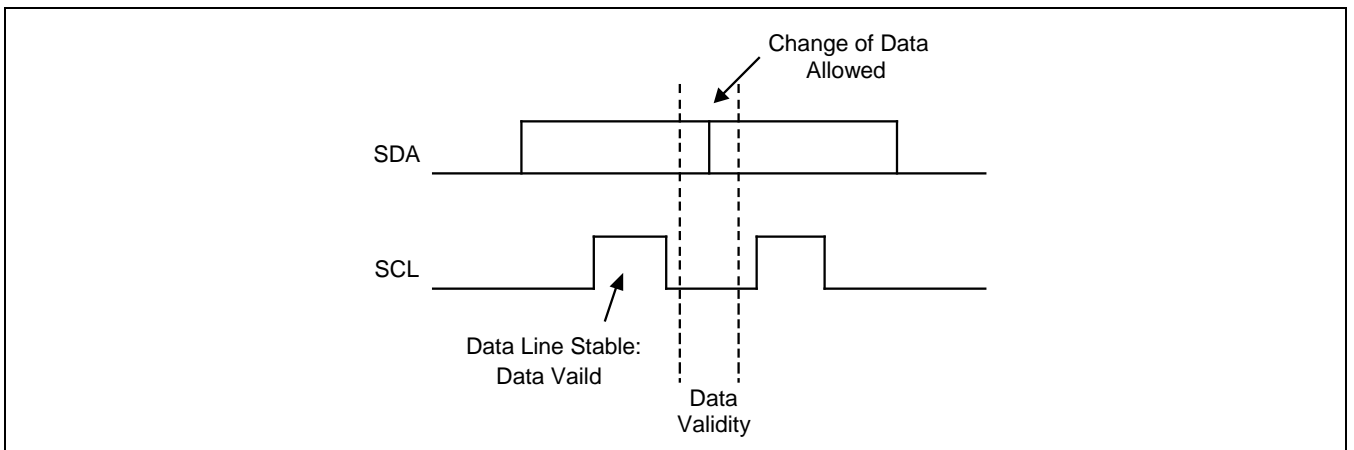 Change of Data
Allowed
SDA
SCL
Data Line Stable:
Data Vaild
Data
Validity